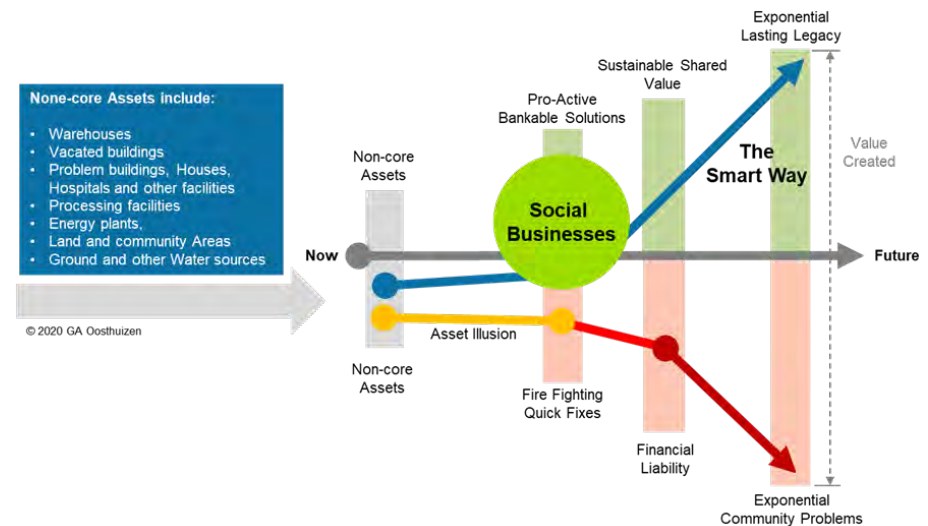 None-core Assets include:
• Warehouses
• Vacated buildings
• Problem buildings, Houses,
Hospitals and other facilities
• Processing facilities
• Energy plants,
• Land and community Areas
• Ground and other Water sources
© 2020 GA Oosthuizen
Now
Non-core
Assets
Non-core
Assets
Asset Illusion
Pro-Active
Bankable Solutions
Social
Businesses
Fire Fighting
Quick Fixes
Sustainable Shared
Value
Financial
Liability
Exponential
Lasting Legacy
The
Smart Way
Exponential
Community Problems
Value
Created
Future